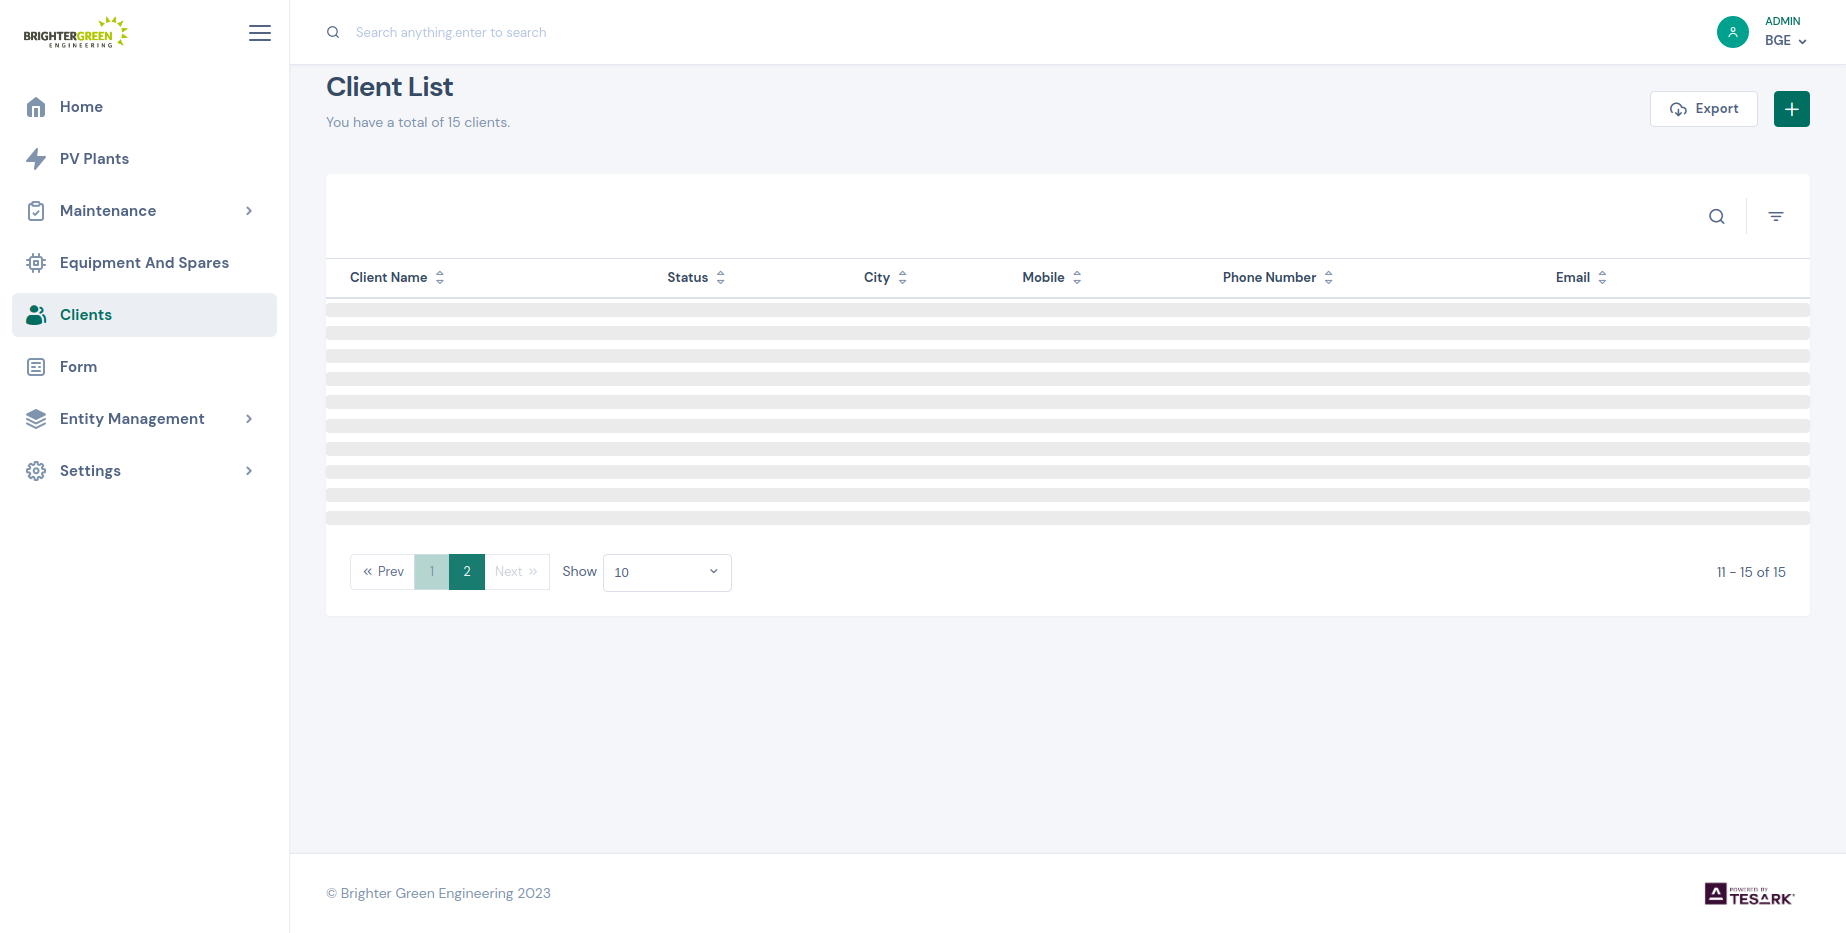 BRIGHTERGREEN
ENGINEERING
Home
PV Plants
Maintenance
Equipment And Spares
Clients
Form
Entity Management
Settings
Search anything.enter to search
ADMIN
BGE
Client List
You have a total of 15 clients.
Export
Client Name Status City Mobile Phone Number Email
« Prev 1 2 Next » Show 10 11 - 15 of 15
© Brighter Green Engineering 2023
POWERED BY
TESARK